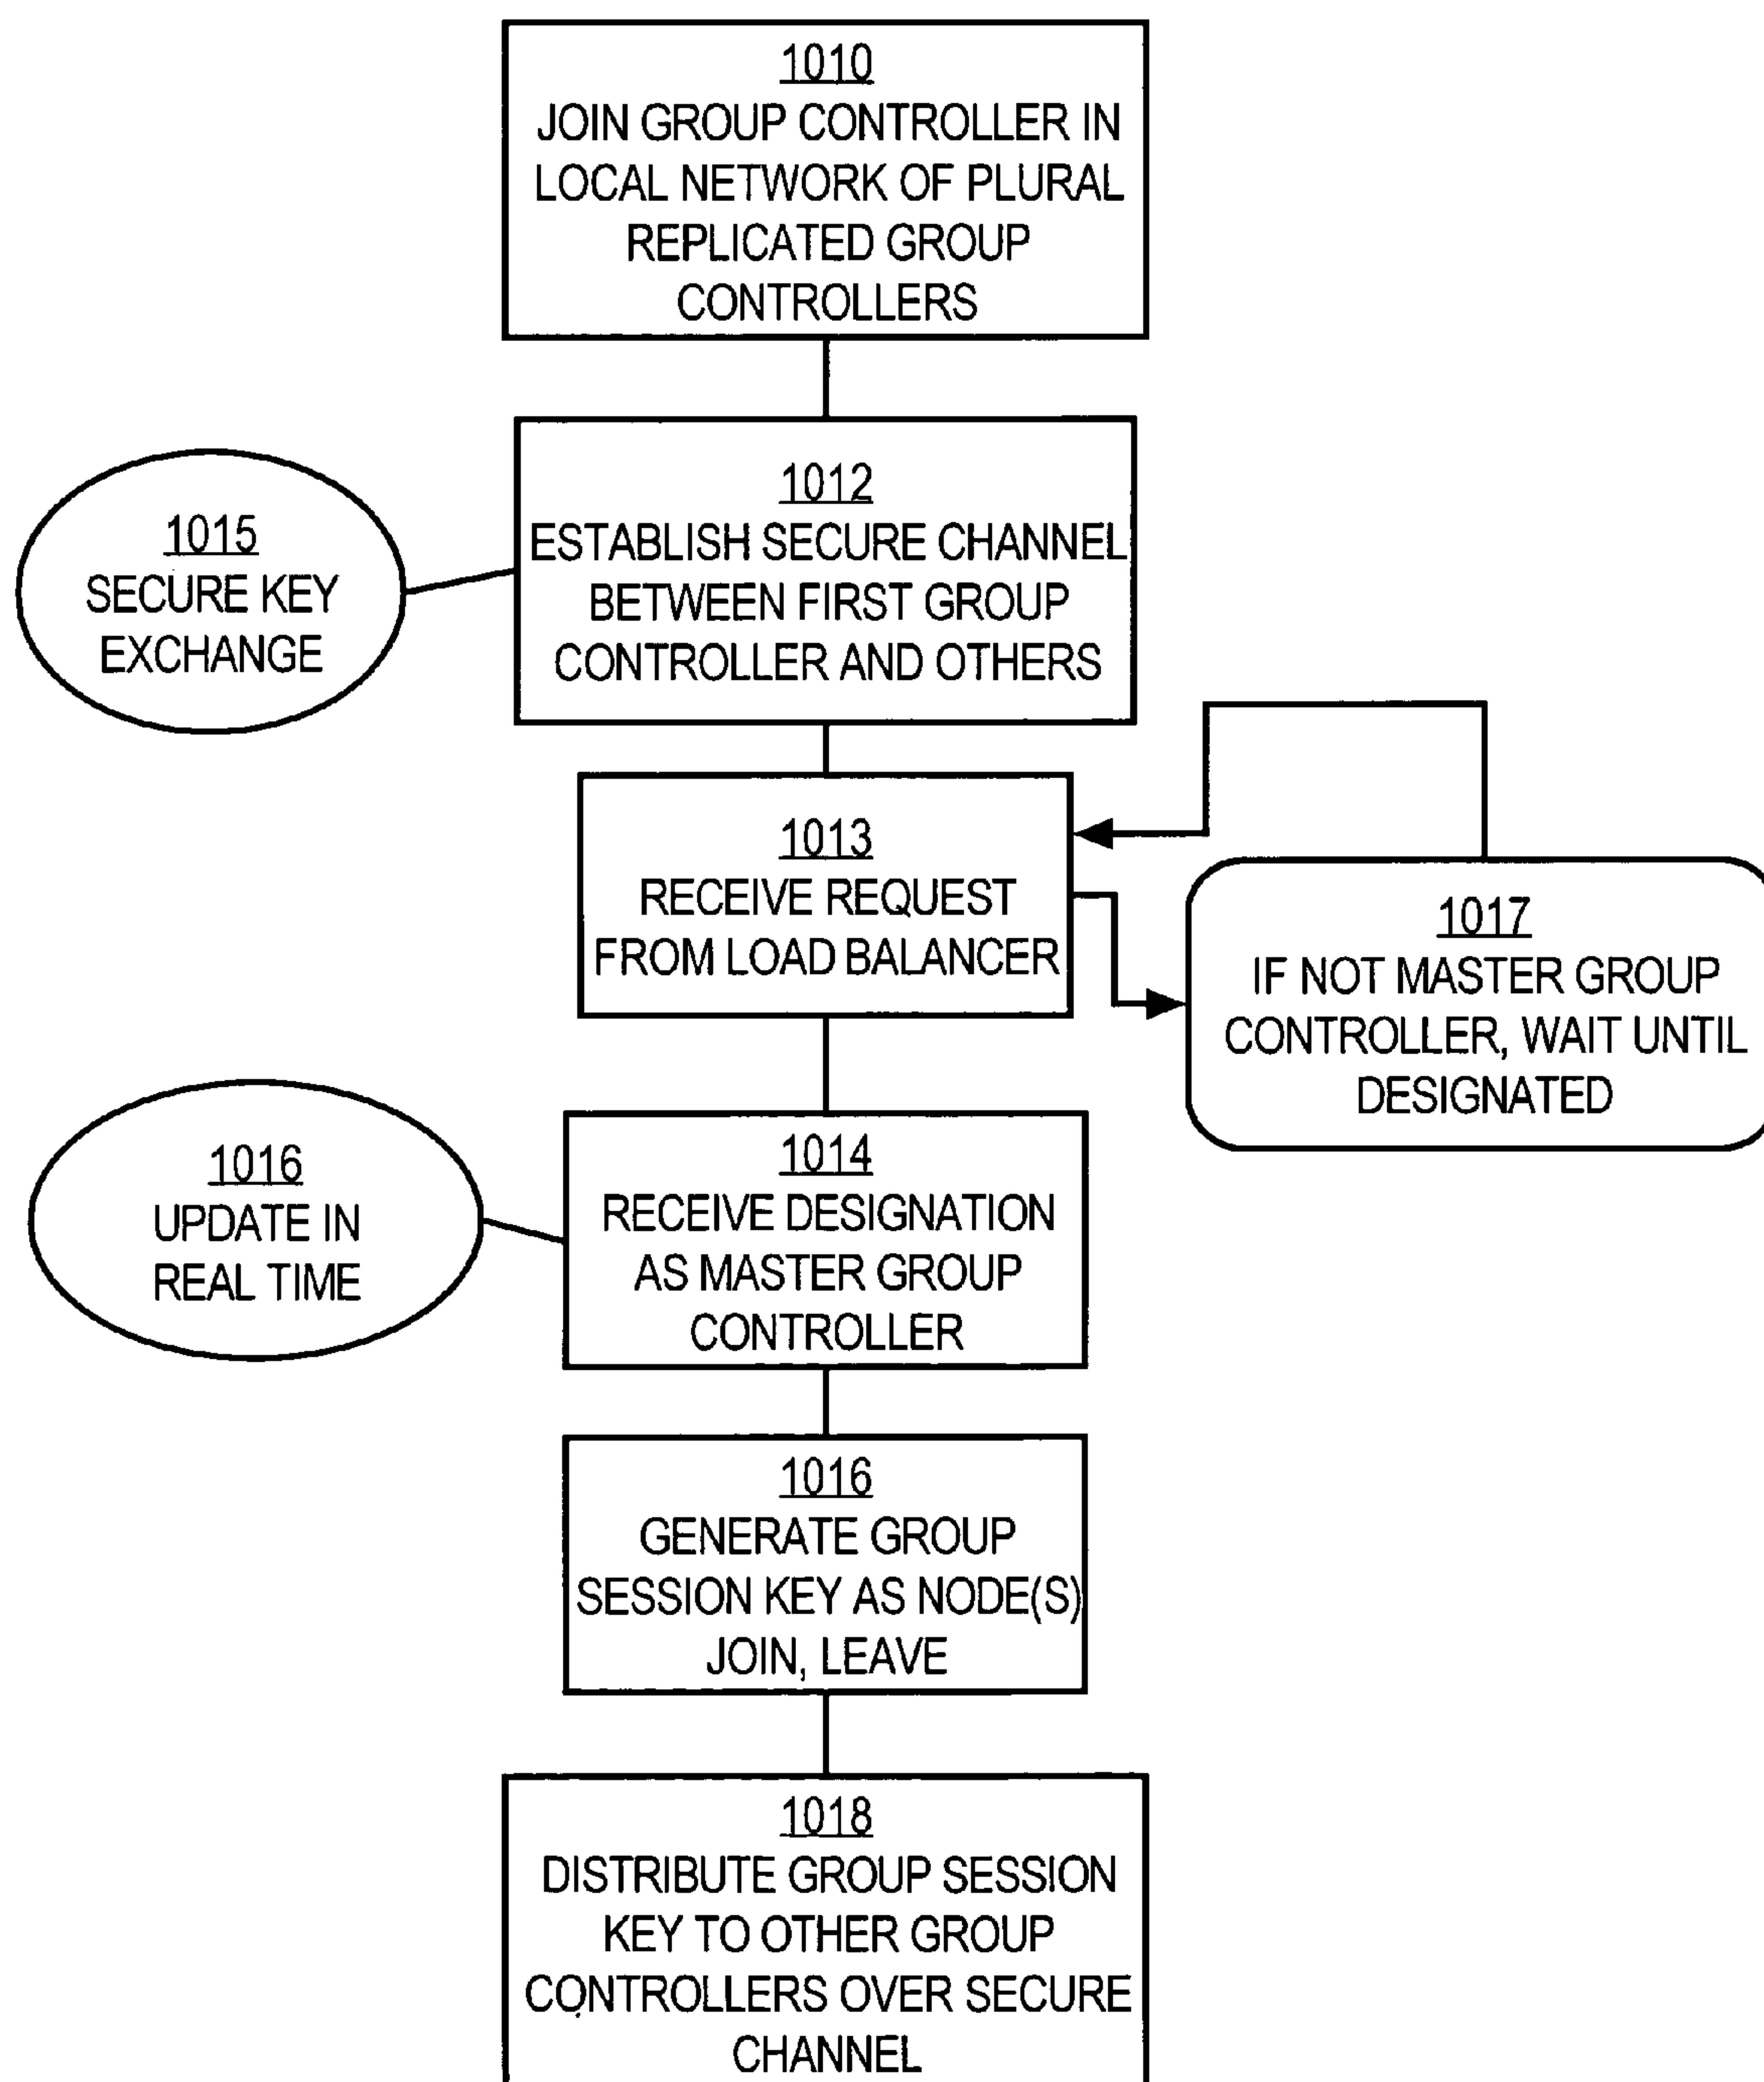 1010
JOIN GROUP CONTROLLER IN
LOCAL NETWORK OF PLURAL
REPLICATED GROUP
CONTROLLERS
1015
SECURE KEY
EXCHANGE
1012
ESTABLISH SECURE CHANNEL
BETWEEN FIRST GROUP
CONTROLLER AND OTHERS
1013
RECEIVE REQUEST
FROM LOAD BALANCER
1017
IF NOT MASTER GROUP
CONTROLLER, WAIT UNTIL
DESIGNATED
1016
UPDATE IN
REAL TIME
1014
RECEIVE DESIGNATION
AS MASTER GROUP
CONTROLLER
1016
GENERATE GROUP
SESSION KEY AS NODE(S)
JOIN, LEAVE
1018
DISTRIBUTE GROUP SESSION
KEY TO OTHER GROUP
CONTROLLERS OVER SECURE
CHANNEL